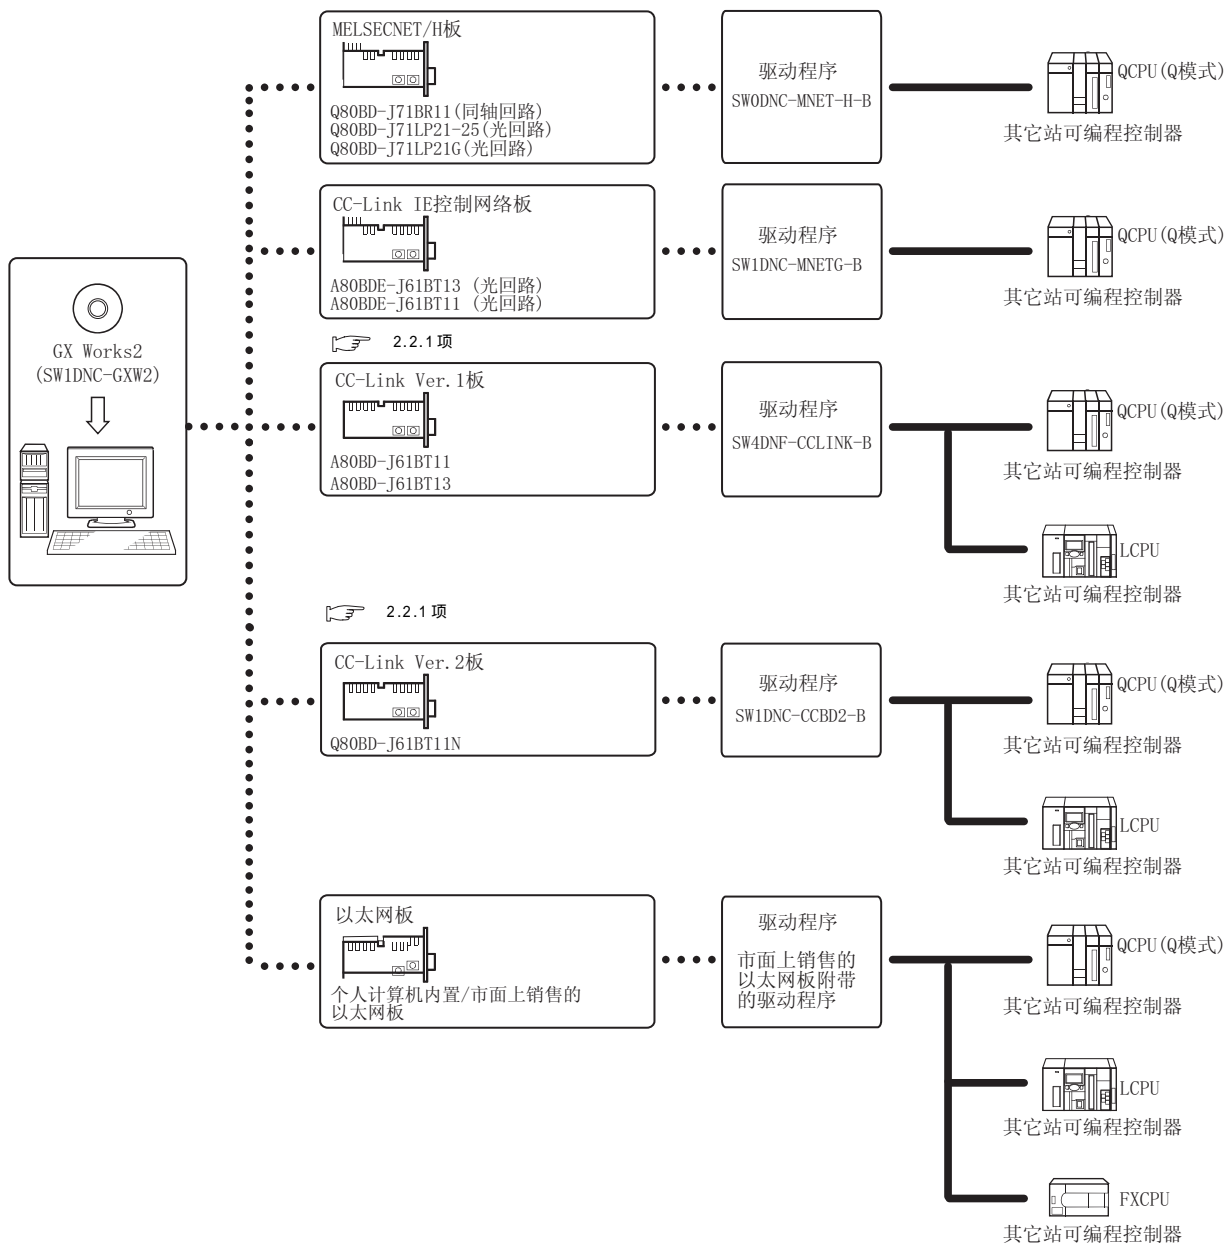 MELSECNET/H板
Q80BD-J71BR11(同轴回路)
Q80BD-J71LP21-25(光回路)
Q80BD-J71LP21G(光回路)
驱动程序
SW0DNC-MNET-H-B
QCPU(Q模式)
其它站可编程控制器
CC-Link IE控制网络板
A80BDE-J61BT13 (光回路)
A80BDE-J61BT11 (光回路)
驱动程序
SW1DNC-MNETG-B
QCPU(Q模式)
其它站可编程控制器
GX Works2
(SW1DNC-GXW2)
2.2.1项
CC-Link Ver.1板
A80BD-J61BT11
A80BD-J61BT13
驱动程序
SW4DNF-CCLINK-B
QCPU(Q模式)
其它站可编程控制器
LCPU
其它站可编程控制器
2.2.1项
CC-Link Ver.2板
Q80BD-J61BT11N
驱动程序
SW1DNC-CCBD2-B
QCPU(Q模式)
其它站可编程控制器
LCPU
其它站可编程控制器
以太网板
个人计算机内置/市面上销售的
以太网板
驱动程序
市面上销售的
以太网板附带
的驱动程序
QCPU(Q模式)
其它站可编程控制器
LCPU
其它站可编程控制器
FXCPU
其它站可编程控制器